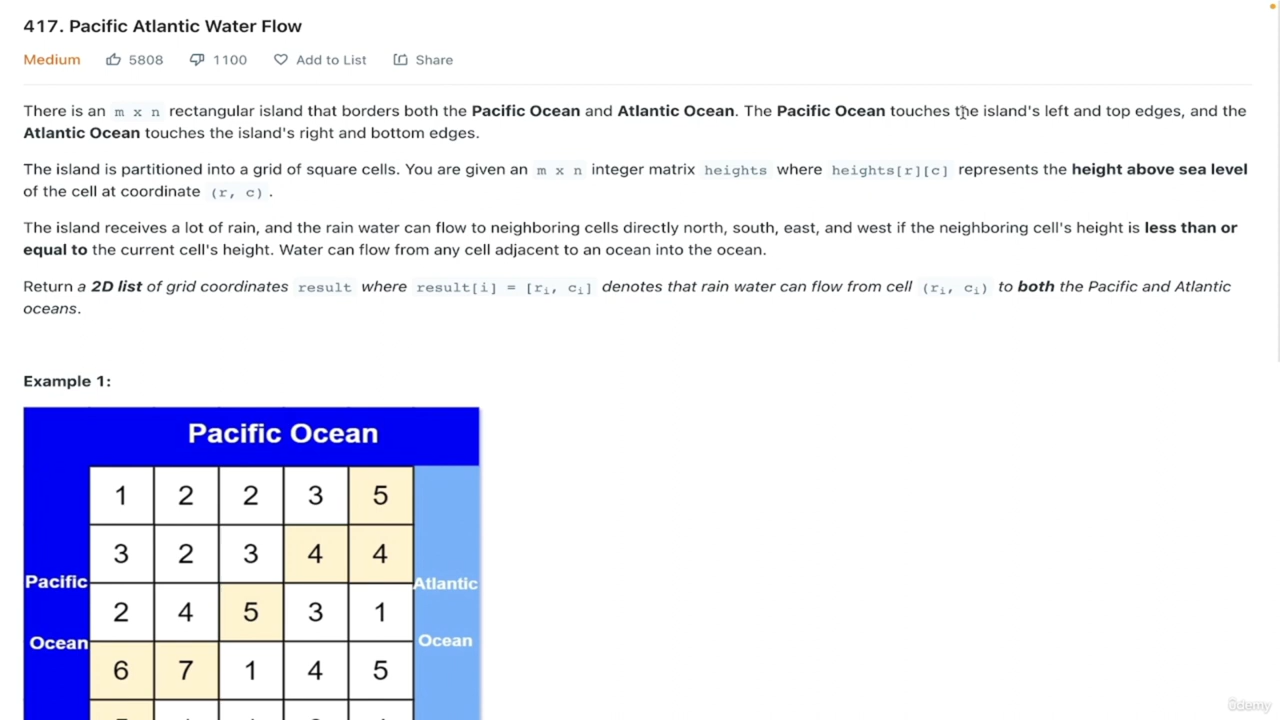 417. Pacific Atlantic Water Flow
Medium 5808 1100 Add to List Share
There is an m x n rectangular island that borders both the Pacific Ocean and Atlantic Ocean. The Pacific Ocean touches the island's left and top edges, and the
Atlantic Ocean touches the island's right and bottom edges.
The island is partitioned into a grid of square cells. You are given an m x n integer matrix heights where heights[r][c] represents the height above sea level
of the cell at coordinate (r, c).
The island receives a lot of rain, and the rain water can flow to neighboring cells directly north, south, east, and west if the neighboring cell's height is less than or
equal to the current cell's height. Water can flow from any cell adjacent to an ocean into the ocean.
Return a 2D list of grid coordinates result where result[i] = [rᵢ, cᵢ] denotes that rain water can flow from cell (rᵢ, cᵢ) to both the Pacific and Atlantic
oceans.
Example 1:
Pacific Ocean
1 2 2 3 5
3 2 3 4 4
Pacific Atlantic
2 4 5 3 1
Ocean Ocean
6 7 1 4 5
ûdemy